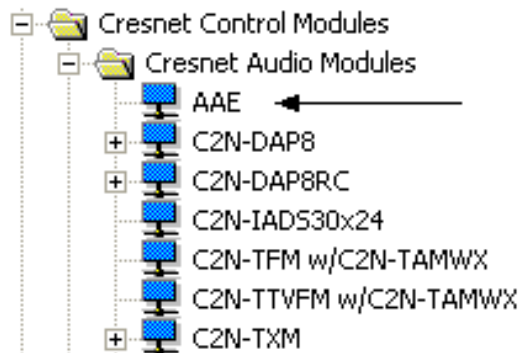 Cresnet Control Modules
Cresnet Audio Modules
AAE
C2N-DAP8
C2N-DAP8RC
C2N-IADS30x24
C2N-TFM w/C2N-TAMWX
C2N-TTVFM w/C2N-TAMWX
C2N-TXM